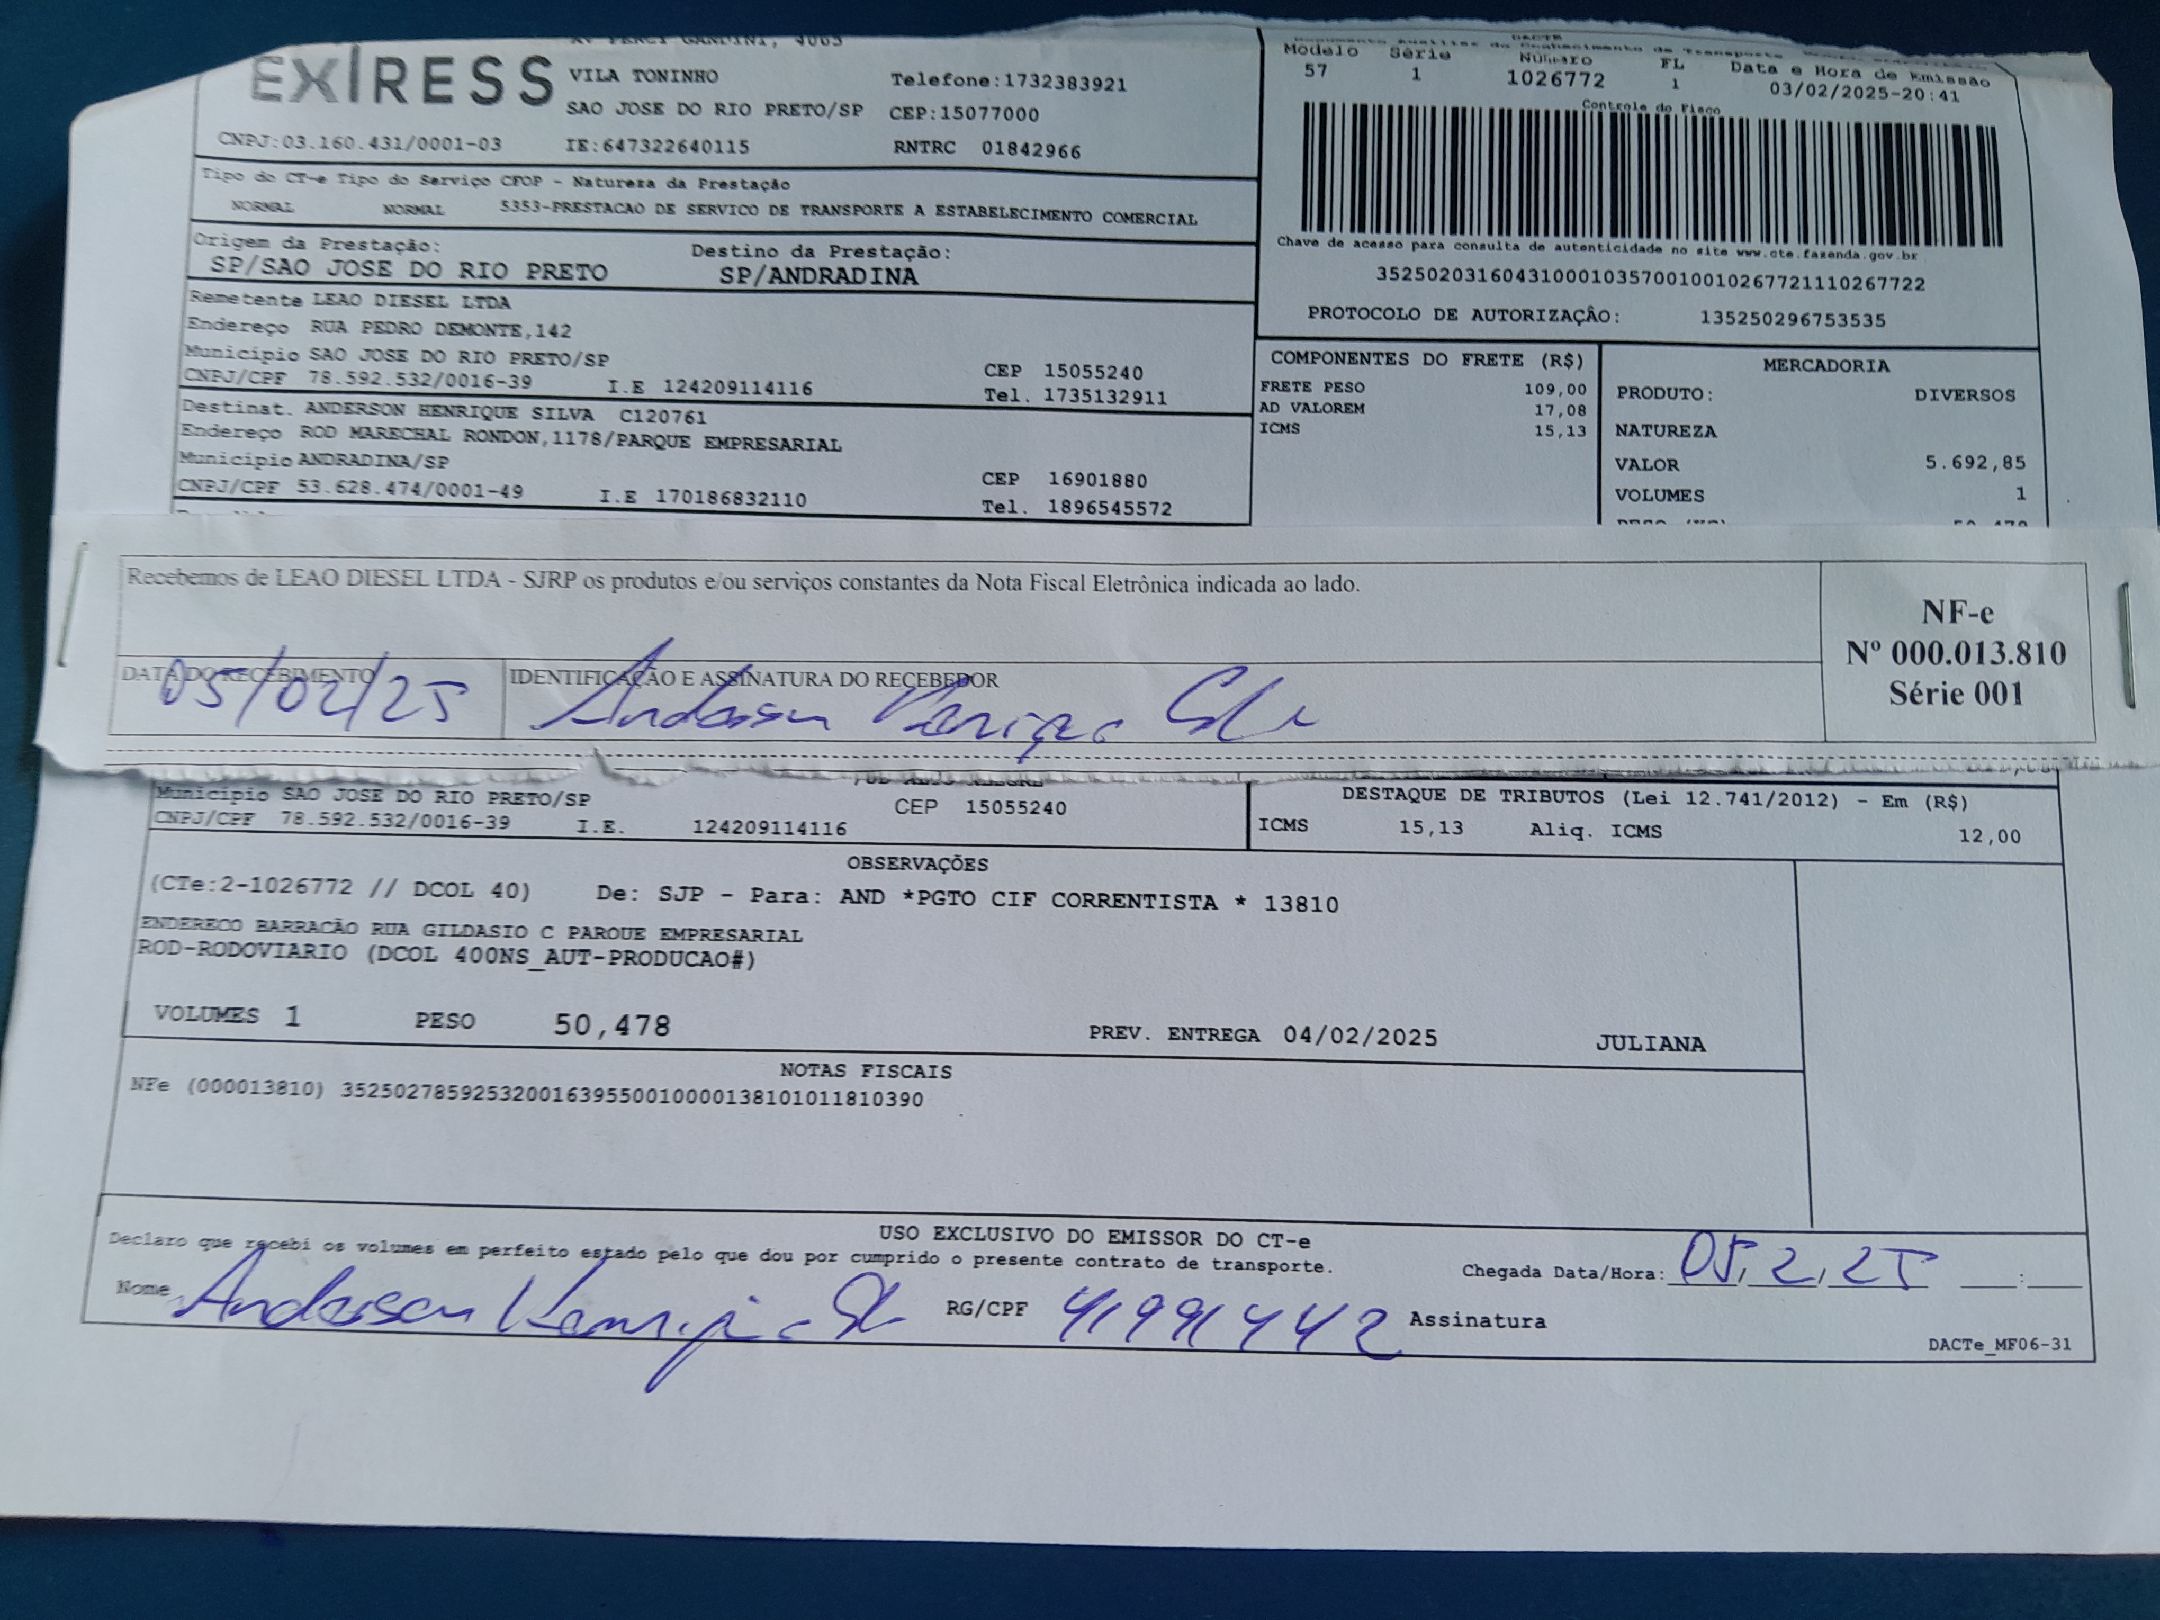 EXPRESS
AV PERCY GANDINI, 4065
VILA TONINHO Telefone:1732383921
SAO JOSE DO RIO PRETO/SP CEP:15077000
CNPJ:03.160.431/0001-03 IE:647322640115 RNTRC 01842966
Tipo do CT-e Tipo do Serviço CFOP - Natureza da Prestação
NORMAL NORMAL 5353-PRESTACAO DE SERVICO DE TRANSPORTE A ESTABELECIMENTO COMERCIAL
Origem da Prestação: Destino da Prestação:
SP/SAO JOSE DO RIO PRETO SP/ANDRADINA
Remetente LEAO DIESEL LTDA
Endereço RUA PEDRO DEMONTE,142
Município SAO JOSE DO RIO PRETO/SP CEP 15055240
CNPJ/CPF 78.592.532/0016-39 I.E 124209114116 Tel. 1735132911
Destinat. ANDERSON HENRIQUE SILVA C120761
Endereço ROD MARECHAL RONDON,1178/PARQUE EMPRESARIAL
Município ANDRADINA/SP CEP 16901880
CNPJ/CPF 53.628.474/0001-49 I.E 170186832110 Tel. 1896545572
DACTE
Modelo Série Número FL Data e Hora de Emissão
57 1 1026772 1 03/02/2025-20:41
Controle do Fisco
Chave de acesso para consulta de autenticidade no site www.cte.fazenda.gov.br
35250203160431000103570010010267721110267722
PROTOCOLO DE AUTORIZAÇÃO: 135250296753535
COMPONENTES DO FRETE (R$)
FRETE PESO 109,00
AD VALOREM 17,08
ICMS 15,13
MERCADORIA
PRODUTO: DIVERSOS
NATUREZA
VALOR 5.692,85
VOLUMES 1
Recebemos de LEAO DIESEL LTDA - SJRP os produtos e/ou serviços constantes da Nota Fiscal Eletrônica indicada ao lado.
DATA DO RECEBIMENTO IDENTIFICAÇÃO E ASSINATURA DO RECEBEDOR
05/02/25 Anderson Henrique Silva
NF-e
Nº 000.013.810
Série 001
Município SAO JOSE DO RIO PRETO/SP CEP 15055240
CNPJ/CPF 78.592.532/0016-39 I.E. 124209114116
DESTAQUE DE TRIBUTOS (Lei 12.741/2012) - Em (R$)
ICMS 15,13 Aliq. ICMS 12,00
OBSERVAÇÕES
(CTe:2-1026772 // DCOL 40) De: SJP - Para: AND *PGTO CIF CORRENTISTA * 13810
ENDERECO BARRACÃO RUA GILDASIO C PARQUE EMPRESARIAL
ROD-RODOVIARIO (DCOL 400NS_AUT-PRODUCAO#)
VOLUMES 1 PESO 50,478 PREV. ENTREGA 04/02/2025 JULIANA
NOTAS FISCAIS
NFe (000013810) 35250278592532001639550010000138101011810390
USO EXCLUSIVO DO EMISSOR DO CT-e
Declaro que recebi os volumes em perfeito estado pelo que dou por cumprido o presente contrato de transporte.
Chegada Data/Hora: 05, 2, 25 :
Nome Anderson Henrique Sil RG/CPF 41991442 Assinatura
DACTe_MF06-31